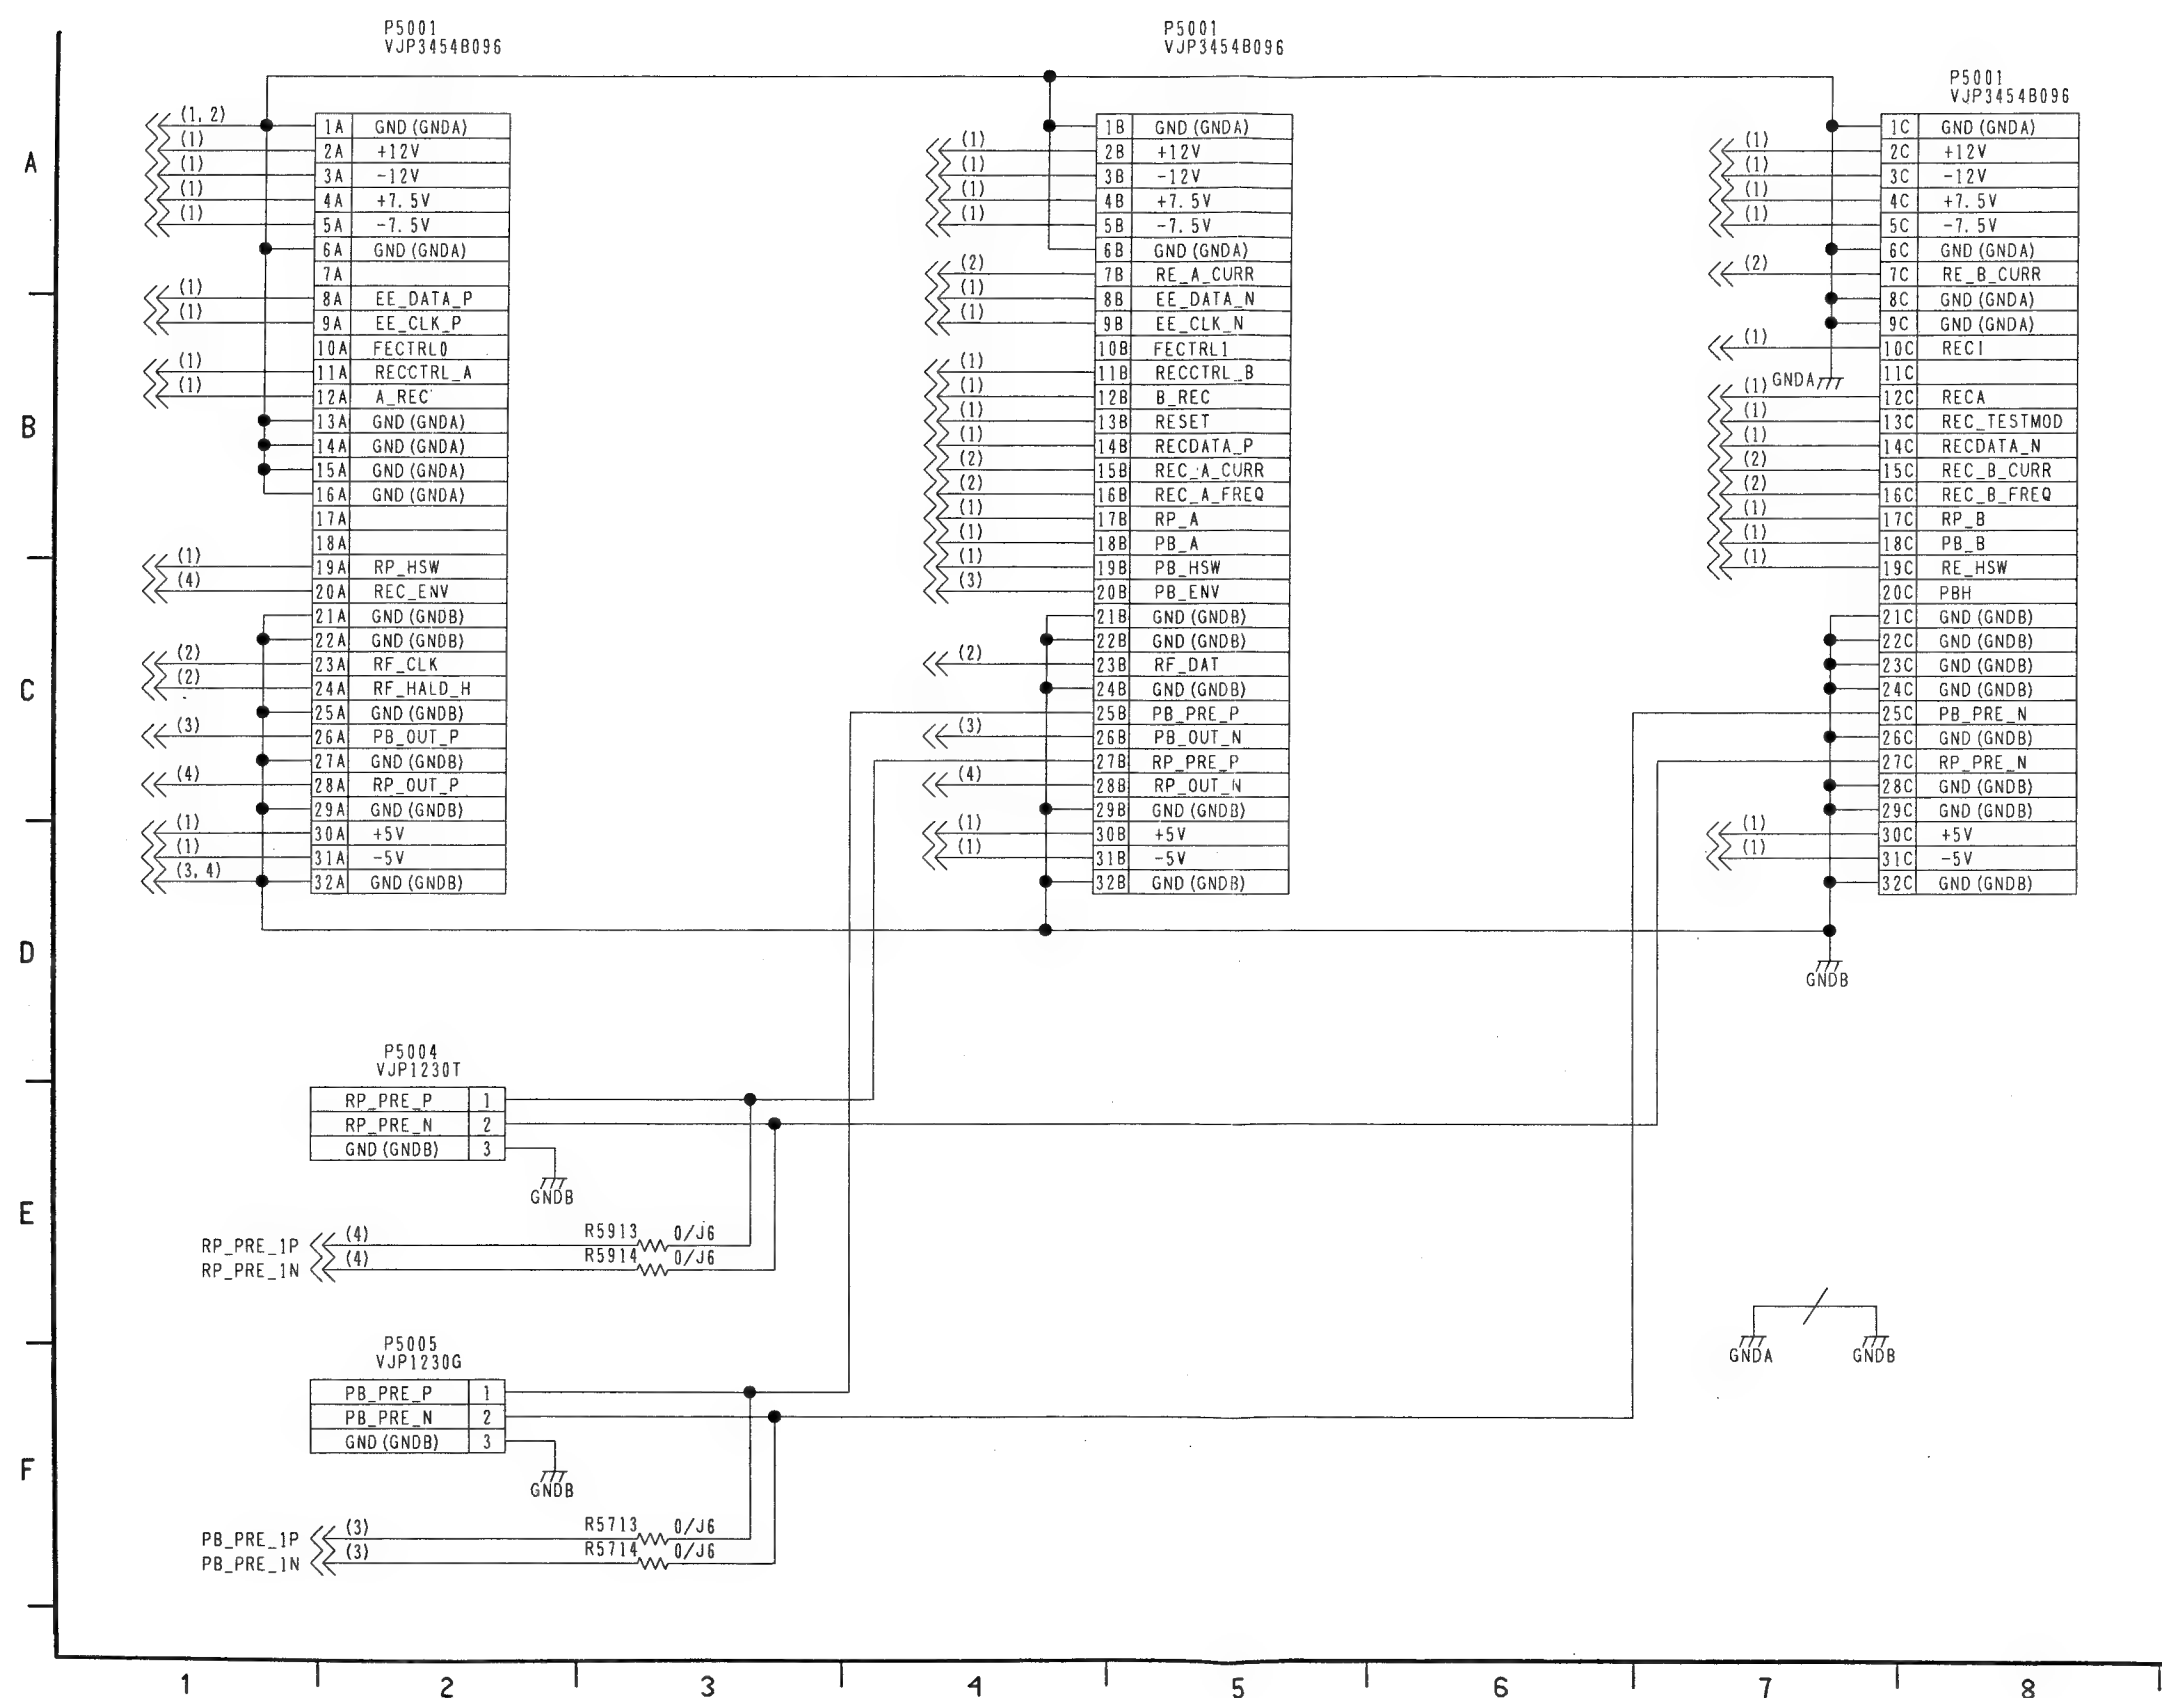 P5001
VJP3454B096
(1, 2) 1A GND (GNDA)
(1) 2A +12V
(1) 3A -12V
(1) 4A +7.5V
(1) 5A -7.5V
6A GND (GNDA)
7A
(1) 8A EE_DATA_P
(1) 9A EE_CLK_P
10A FECTRL0
(1) 11A RECCTRL_A
(1) 12A A_REC
13A GND (GNDA)
14A GND (GNDA)
15A GND (GNDA)
16A GND (GNDA)
17A
18A
(1) 19A RP_HSW
(4) 20A REC_ENV
21A GND (GNDB)
22A GND (GNDB)
(2) 23A RF_CLK
(2) 24A RF_HALD_H
25A GND (GNDB)
(3) 26A PB_OUT_P
27A GND (GNDB)
(4) 28A RP_OUT_P
29A GND (GNDB)
(1) 30A +5V
(1) 31A -5V
(3, 4) 32A GND (GNDB)
P5001
VJP3454B096
1B GND (GNDA)
(1) 2B +12V
(1) 3B -12V
(1) 4B +7.5V
(1) 5B -7.5V
6B GND (GNDA)
(2) 7B RE_A_CURR
(1) 8B EE_DATA_N
(1) 9B EE_CLK_N
10B FECTRL1
(1) 11B RECCTRL_B
(1) 12B B_REC
(1) 13B RESET
(1) 14B RECDATA_P
(2) 15B REC_A_CURR
(2) 16B REC_A_FREQ
(1) 17B RP_A
(1) 18B PB_A
(1) 19B PB_HSW
(3) 20B PB_ENV
21B GND (GNDB)
22B GND (GNDB)
(2) 23B RF_DAT
24B GND (GNDB)
25B PB_PRE_P
(3) 26B PB_OUT_N
27B RP_PRE_P
(4) 28B RP_OUT_N
29B GND (GNDB)
(1) 30B +5V
(1) 31B -5V
32B GND (GNDB)
P5001
VJP3454B096
1C GND (GNDA)
(1) 2C +12V
(1) 3C -12V
(1) 4C +7.5V
(1) 5C -7.5V
6C GND (GNDA)
(2) 7C RE_B_CURR
8C GND (GNDA)
9C GND (GNDA)
(1) 10C RECI
11C
GNDA
(1) 12C RECA
(1) 13C REC_TESTMOD
(1) 14C RECDATA_N
(2) 15C REC_B_CURR
(2) 16C REC_B_FREQ
(1) 17C RP_B
(1) 18C PB_B
(1) 19C RE_HSW
20C PBH
21C GND (GNDB)
22C GND (GNDB)
23C GND (GNDB)
24C GND (GNDB)
25C PB_PRE_N
26C GND (GNDB)
27C RP_PRE_N
28C GND (GNDB)
29C GND (GNDB)
(1) 30C +5V
(1) 31C -5V
32C GND (GNDB)
GNDB
P5004
VJP1230T
RP_PRE_P 1
RP_PRE_N 2
GND (GNDB) 3
GNDB
RP_PRE_1P (4) R5913 0/J6
RP_PRE_1N (4) R5914 0/J6
GNDA GNDB
P5005
VJP1230G
PB_PRE_P 1
PB_PRE_N 2
GND (GNDB) 3
GNDB
PB_PRE_1P (3) R5713 0/J6
PB_PRE_1N (3) R5714 0/J6
A
B
C
D
E
F
1 2 3 4 5 6 7 8